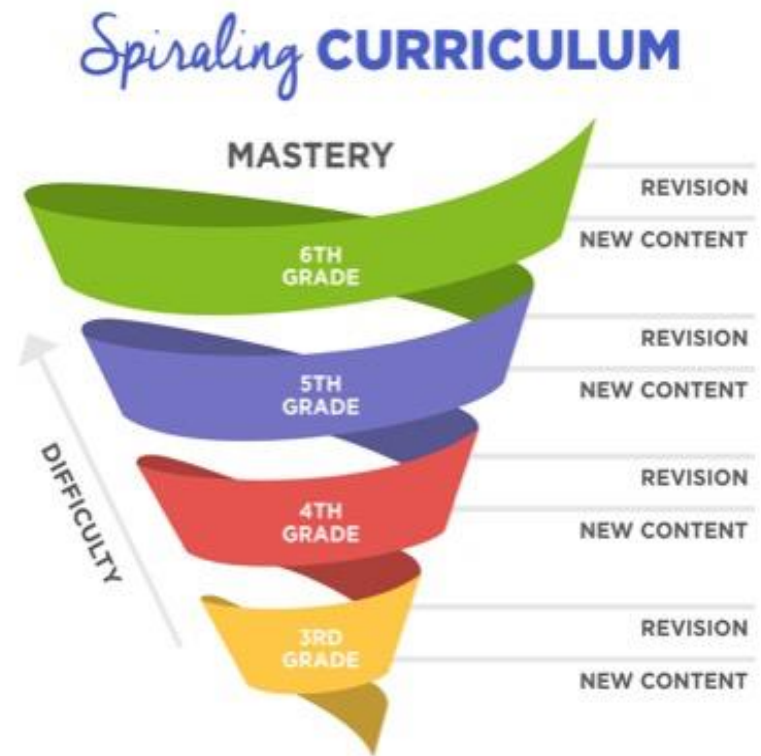 Spiraling CURRICULUM
MASTERY
REVISION
NEW CONTENT
6TH
GRADE
REVISION
NEW CONTENT
5TH
GRADE
DIFFICULTY
REVISION
NEW CONTENT
4TH
GRADE
REVISION
NEW CONTENT
3RD
GRADE